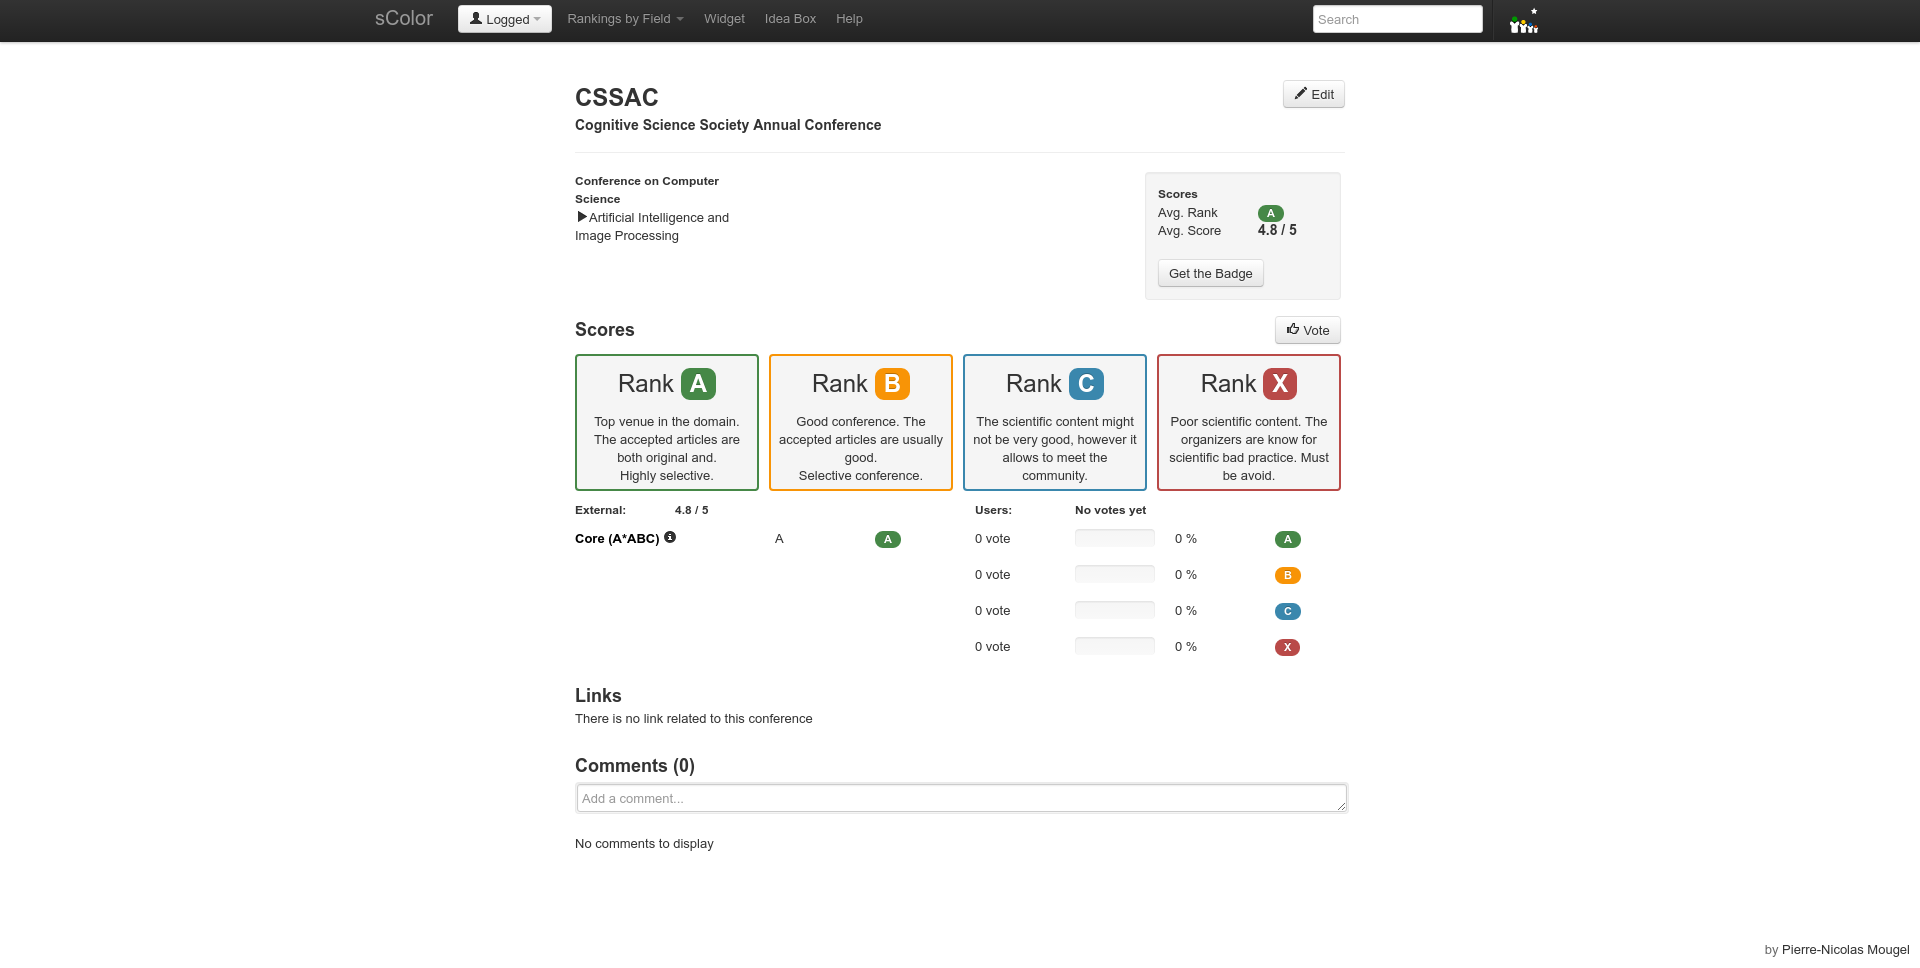 sColor Logged Rankings by Field Widget Idea Box Help Search
CSSAC
Edit
Cognitive Science Society Annual Conference
Conference on Computer
Science
Artificial Intelligence and
Image Processing
Scores
Avg. Rank A
Avg. Score 4.8 / 5
Get the Badge
Scores
Vote
Rank A
Top venue in the domain.
The accepted articles are
both original and.
Highly selective.
Rank B
Good conference. The
accepted articles are usually
good.
Selective conference.
Rank C
The scientific content might
not be very good, however it
allows to meet the
community.
Rank X
Poor scientific content. The
organizers are know for
scientific bad practice. Must
be avoid.
External: 4.8 / 5
Core (A*ABC) A A
Users: No votes yet
0 vote 0 % A
0 vote 0 % B
0 vote 0 % C
0 vote 0 % X
Links
There is no link related to this conference
Comments (0)
Add a comment...
No comments to display
by Pierre-Nicolas Mougel